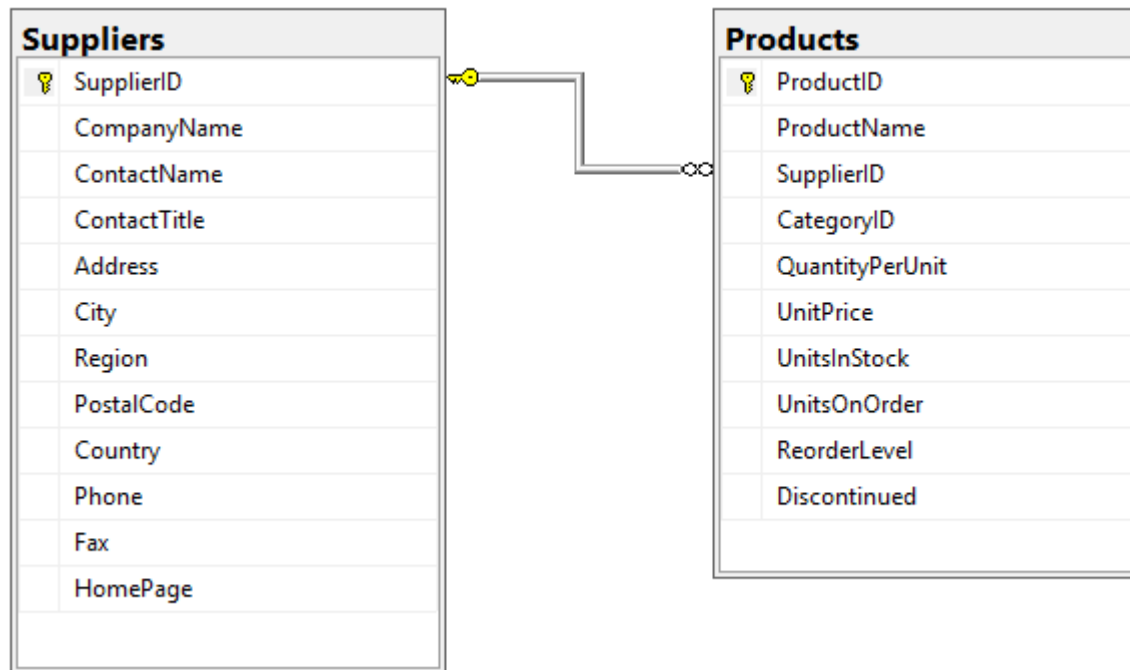 Suppliers
SupplierID
CompanyName
ContactName
ContactTitle
Address
City
Region
PostalCode
Country
Phone
Fax
HomePage
Products
ProductID
ProductName
SupplierID
CategoryID
QuantityPerUnit
UnitPrice
UnitsInStock
UnitsOnOrder
ReorderLevel
Discontinued